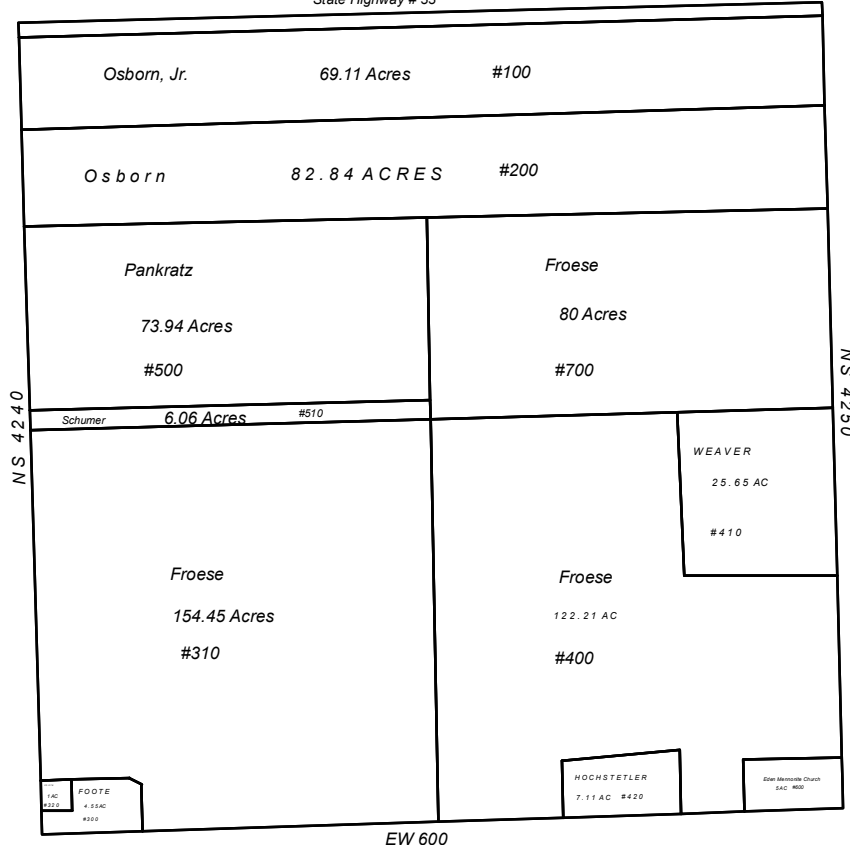 State Highway # 33
Osborn, Jr. 69.11 Acres #100
Osborn 82.84 ACRES #200
Pankratz
73.94 Acres
#500
Froese
80 Acres
#700
NS 4240
NS 4250
Schumer 6.06 Acres #510
WEAVER
25.65 AC
#410
Froese
154.45 Acres
#310
Froese
122.21 AC
#400
1 AC
#320
FOOTE
4.55AC
#300
HOCHSTETLER
7.11 AC #420
Eden Mennonite Church
5AC #600
EW 600